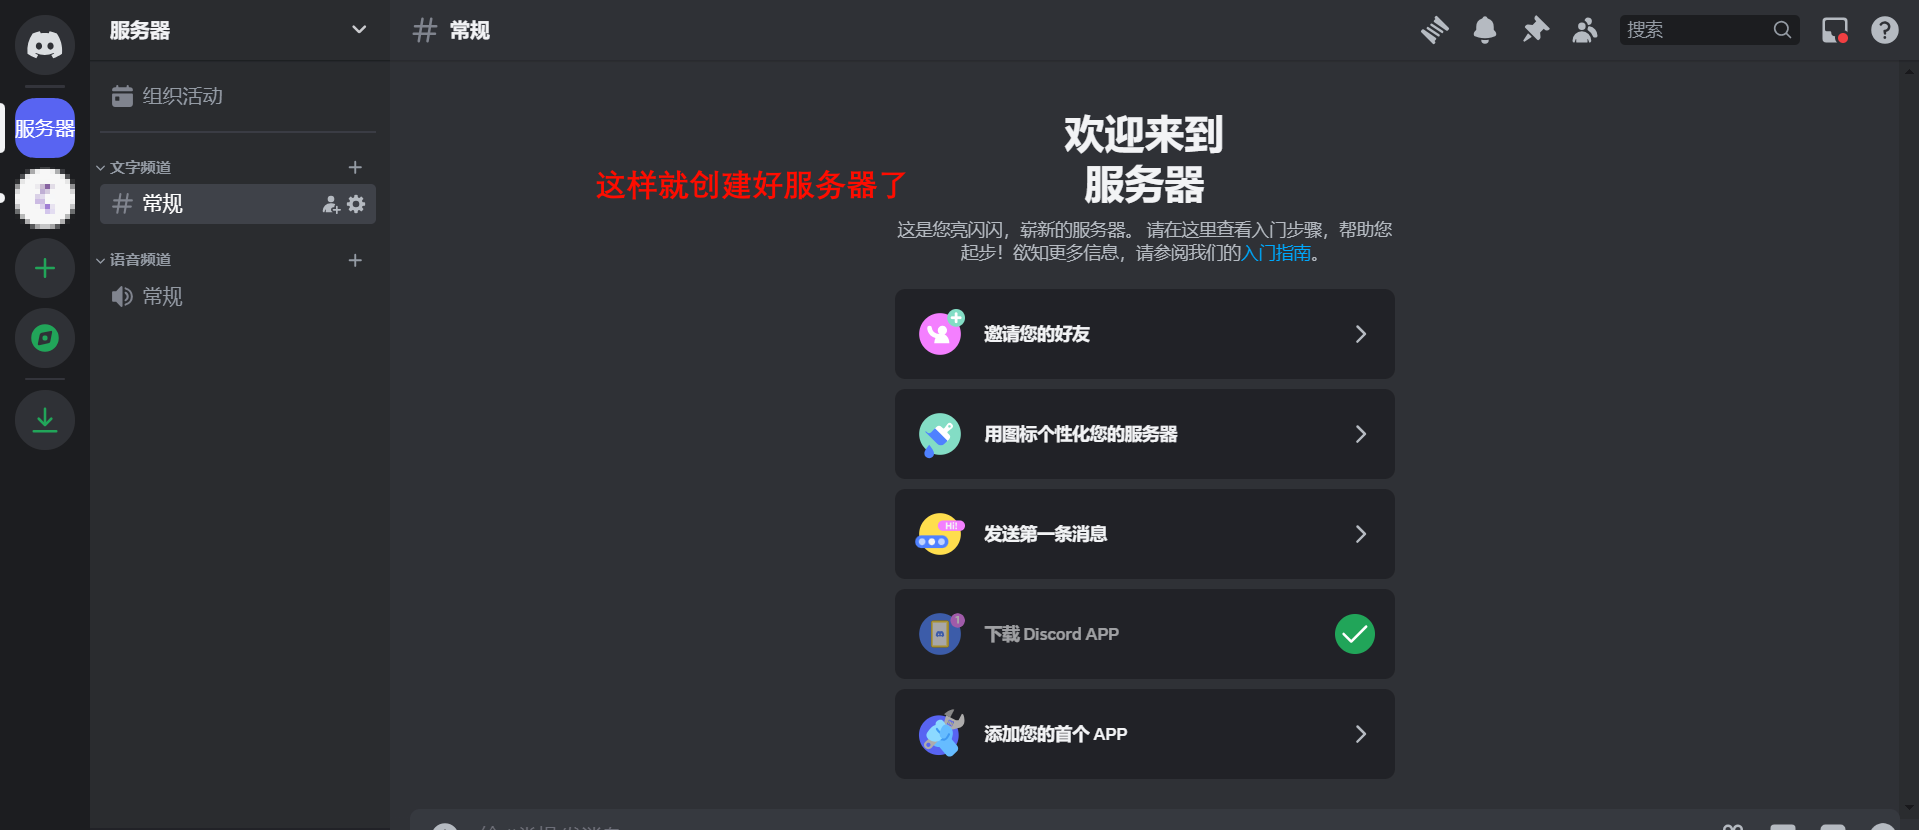 服务器
# 常规
搜索
组织活动
服务器
文字频道
常规
语音频道
常规
这样就创建好服务器了
欢迎来到
服务器
这是您亮闪闪，崭新的服务器。 请在这里查看入门步骤，帮助您
起步！欲知更多信息，请参阅我们的入门指南。
邀请您的好友
用图标个性化您的服务器
Hi!
发送第一条消息
1
下载 Discord APP
添加您的首个 APP